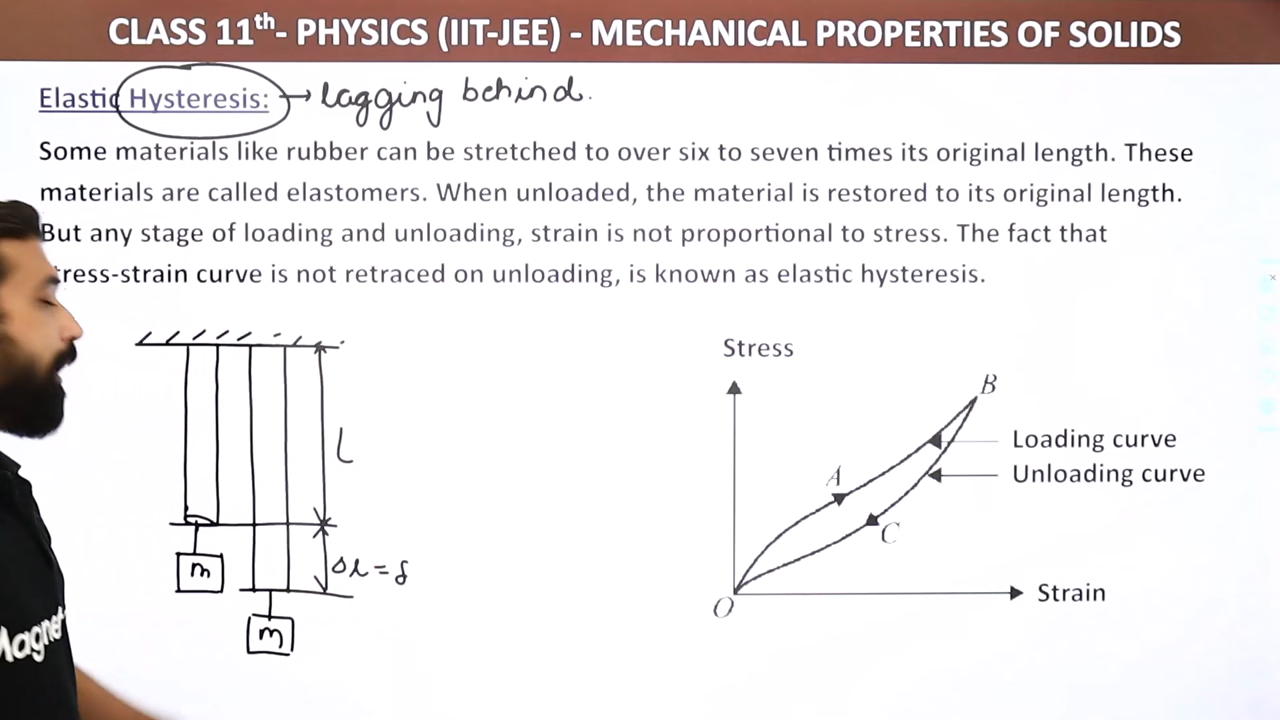 CLASS 11th- PHYSICS (IIT-JEE) - MECHANICAL PROPERTIES OF SOLIDS
Elastic Hysteresis: → lagging behind.
Some materials like rubber can be stretched to over six to seven times its original length. These
materials are called elastomers. When unloaded, the material is restored to its original length.
But any stage of loading and unloading, strain is not proportional to stress. The fact that
tress-strain curve is not retraced on unloading, is known as elastic hysteresis.
l
Δl = δ
m
m
Stress
B
Loading curve
A
Unloading curve
C
O
Strain
Magnet